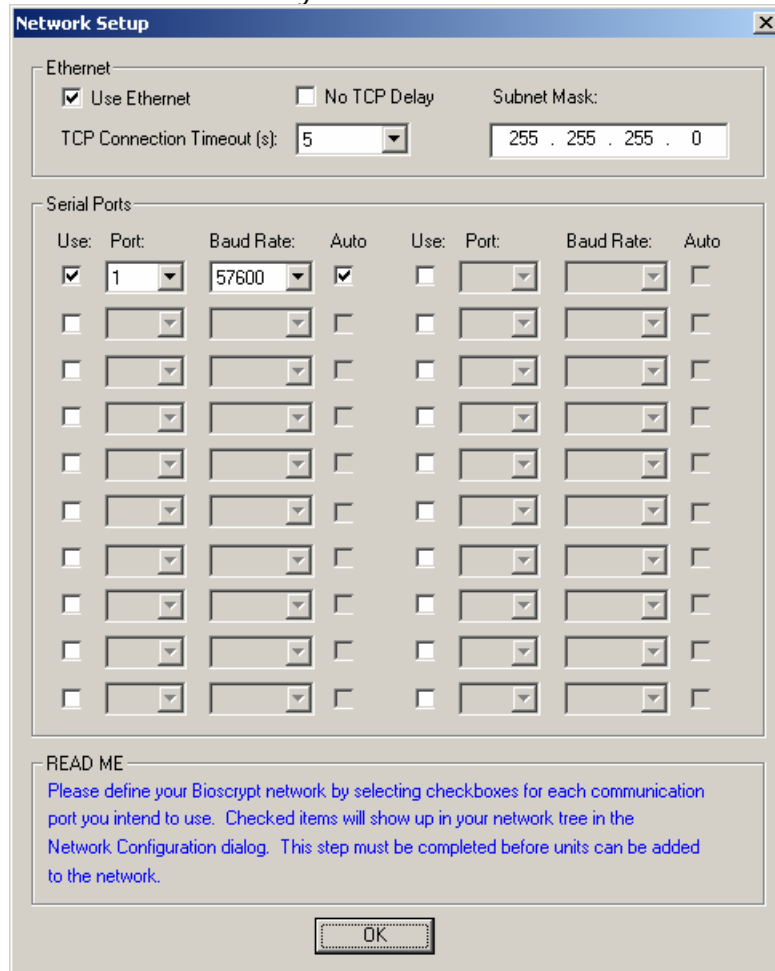 Network Setup
Ethernet
Use Ethernet No TCP Delay Subnet Mask:
TCP Connection Timeout (s): 5 255 . 255 . 255 . 0
Serial Ports
Use: Port: Baud Rate: Auto Use: Port: Baud Rate: Auto
1 57600
READ ME
Please define your Bioscrypt network by selecting checkboxes for each communication
port you intend to use. Checked items will show up in your network tree in the
Network Configuration dialog. This step must be completed before units can be added
to the network.
OK